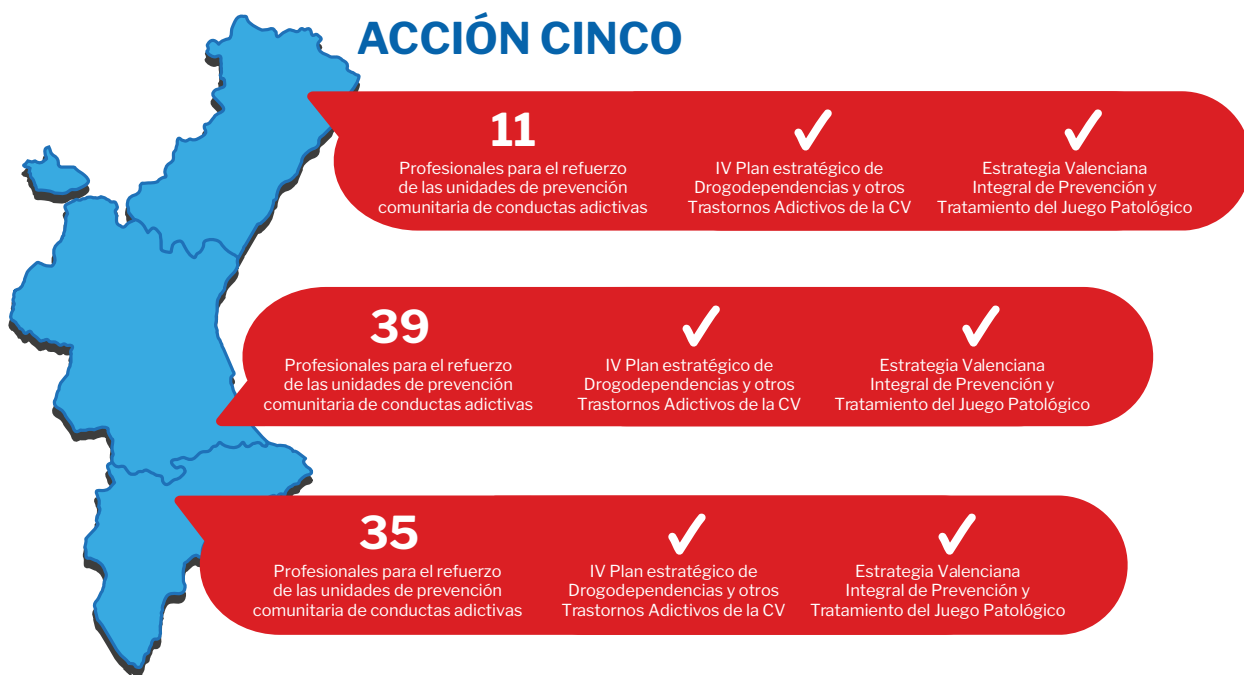 ACCIÓN CINCO
11
Profesionales para el refuerzo
de las unidades de prevención
comunitaria de conductas adictivas
IV Plan estratégico de
Drogodependencias y otros
Trastornos Adictivos de la CV
Estrategia Valenciana
Integral de Prevención y
Tratamiento del Juego Patológico
39
Profesionales para el refuerzo
de las unidades de prevención
comunitaria de conductas adictivas
IV Plan estratégico de
Drogodependencias y otros
Trastornos Adictivos de la CV
Estrategia Valenciana
Integral de Prevención y
Tratamiento del Juego Patológico
35
Profesionales para el refuerzo
de las unidades de prevención
comunitaria de conductas adictivas
IV Plan estratégico de
Drogodependencias y otros
Trastornos Adictivos de la CV
Estrategia Valenciana
Integral de Prevención y
Tratamiento del Juego Patológico